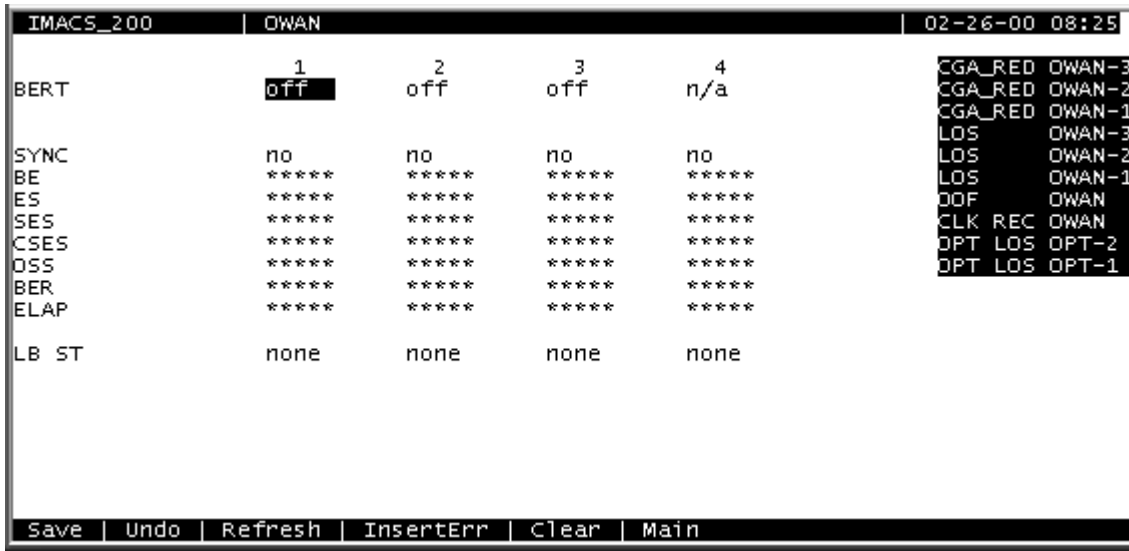 IMACS_200 | OWAN | 02-26-00 08:25
1 2 3 4
BERT off off off n/a
SYNC no no no no
BE ***** ***** ***** *****
ES ***** ***** ***** *****
SES ***** ***** ***** *****
CSES ***** ***** ***** *****
OSS ***** ***** ***** *****
BER ***** ***** ***** *****
ELAP ***** ***** ***** *****
LB ST none none none none
CGA_RED OWAN-3
CGA_RED OWAN-2
CGA_RED OWAN-1
LOS OWAN-3
LOS OWAN-2
LOS OWAN-1
OOF OWAN
CLK REC OWAN
OPT LOS OPT-2
OPT LOS OPT-1
Save | Undo | Refresh | InsertErr | Clear | Main